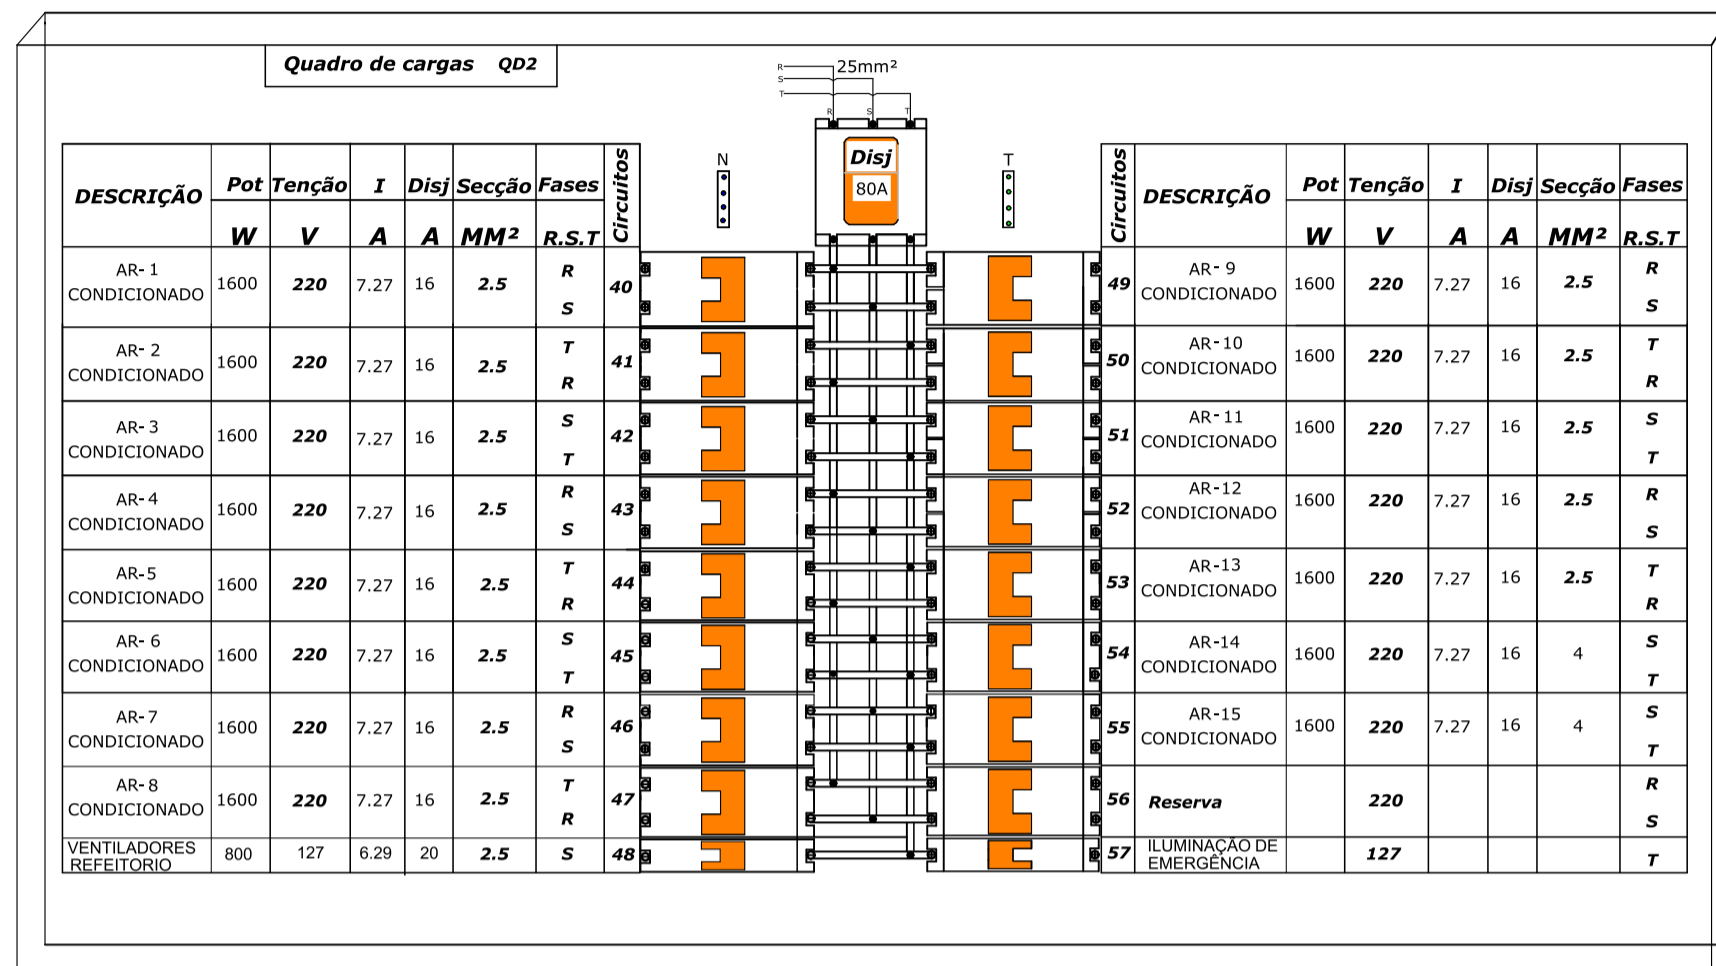 Quadro de cargas QD2
R 25mm²
S
T
R S T
Disj
80A
N
T
DESCRIÇÃO Pot Tenção I Disj Secção Fases Circuitos
W V A A MM² R.S.T
AR- 1 CONDICIONADO 1600 220 7.27 16 2.5 R S 40
AR- 2 CONDICIONADO 1600 220 7.27 16 2.5 T R 41
AR- 3 CONDICIONADO 1600 220 7.27 16 2.5 S T 42
AR- 4 CONDICIONADO 1600 220 7.27 16 2.5 R S 43
AR-5 CONDICIONADO 1600 220 7.27 16 2.5 T R 44
AR- 6 CONDICIONADO 1600 220 7.27 16 2.5 S T 45
AR- 7 CONDICIONADO 1600 220 7.27 16 2.5 R S 46
AR- 8 CONDICIONADO 1600 220 7.27 16 2.5 T R 47
VENTILADORES REFEITORIO 800 127 6.29 20 2.5 S 48
Circuitos DESCRIÇÃO Pot Tenção I Disj Secção Fases
W V A A MM² R.S.T
49 AR- 9 CONDICIONADO 1600 220 7.27 16 2.5 R S
50 AR-10 CONDICIONADO 1600 220 7.27 16 2.5 T R
51 AR-11 CONDICIONADO 1600 220 7.27 16 2.5 S T
52 AR-12 CONDICIONADO 1600 220 7.27 16 2.5 R S
53 AR-13 CONDICIONADO 1600 220 7.27 16 2.5 T R
54 AR-14 CONDICIONADO 1600 220 7.27 16 4 S T
55 AR-15 CONDICIONADO 1600 220 7.27 16 4 S T
56 Reserva 220 R S
57 ILUMINAÇÃO DE EMERGÊNCIA 127 T